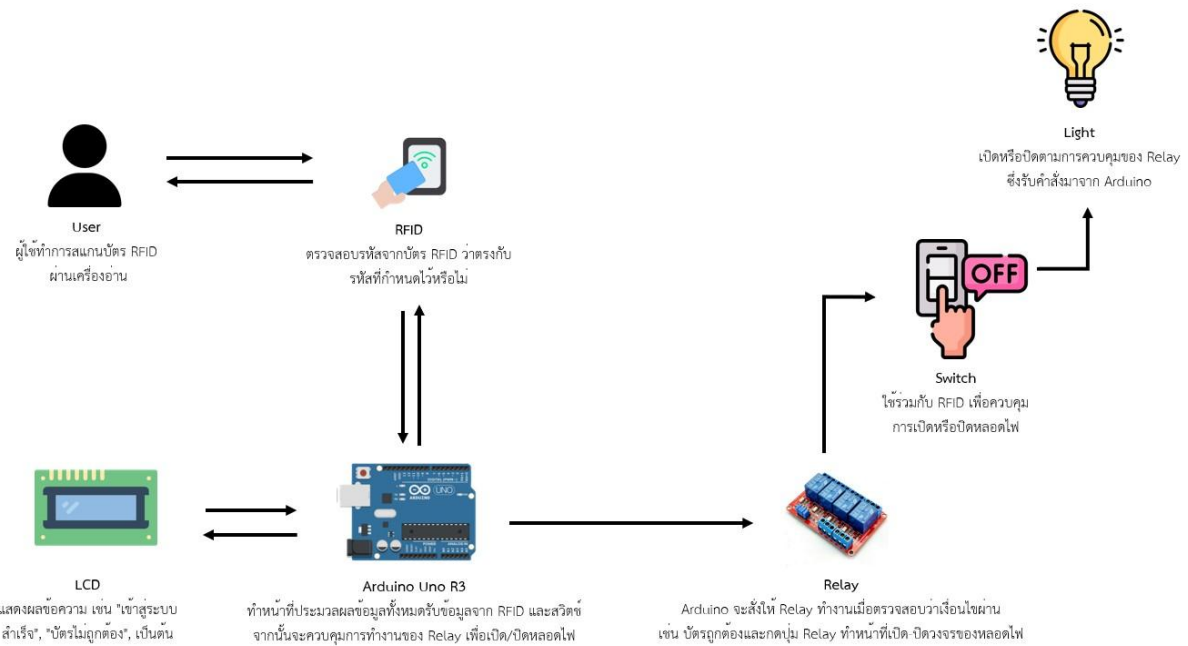 Light
เปิดหรือปิดตามการควบคุมของ Relay
ซึ่งรับคำสั่งมาจาก Arduino
User
ผู้ใช้ทำการสแกนบัตร RFID
ผ่านเครื่องอ่าน
RFID
ตรวจสอบรหัสจากบัตร RFID ว่าตรงกับ
รหัสที่กำหนดไว้หรือไม่
OFF
Switch
ใช้ร่วมกับ RFID เพื่อควบคุม
การเปิดหรือปิดหลอดไฟ
UNO
ARDUINO
LCD
แสดงผลข้อความ เช่น "เข้าสู่ระบบ
สำเร็จ", "บัตรไม่ถูกต้อง", เป็นต้น
Arduino Uno R3
ทำหน้าที่ประมวลผลข้อมูลทั้งหมดรับข้อมูลจาก RFID และสวิตช์
จากนั้นจะควบคุมการทำงานของ Relay เพื่อเปิด/ปิดหลอดไฟ
Relay
Arduino จะสั่งให้ Relay ทำงานเมื่อตรวจสอบว่าเงื่อนไขผ่าน
เช่น บัตรถูกต้องและกดปุ่ม Relay ทำหน้าที่เปิด-ปิดวงจรของหลอดไฟ